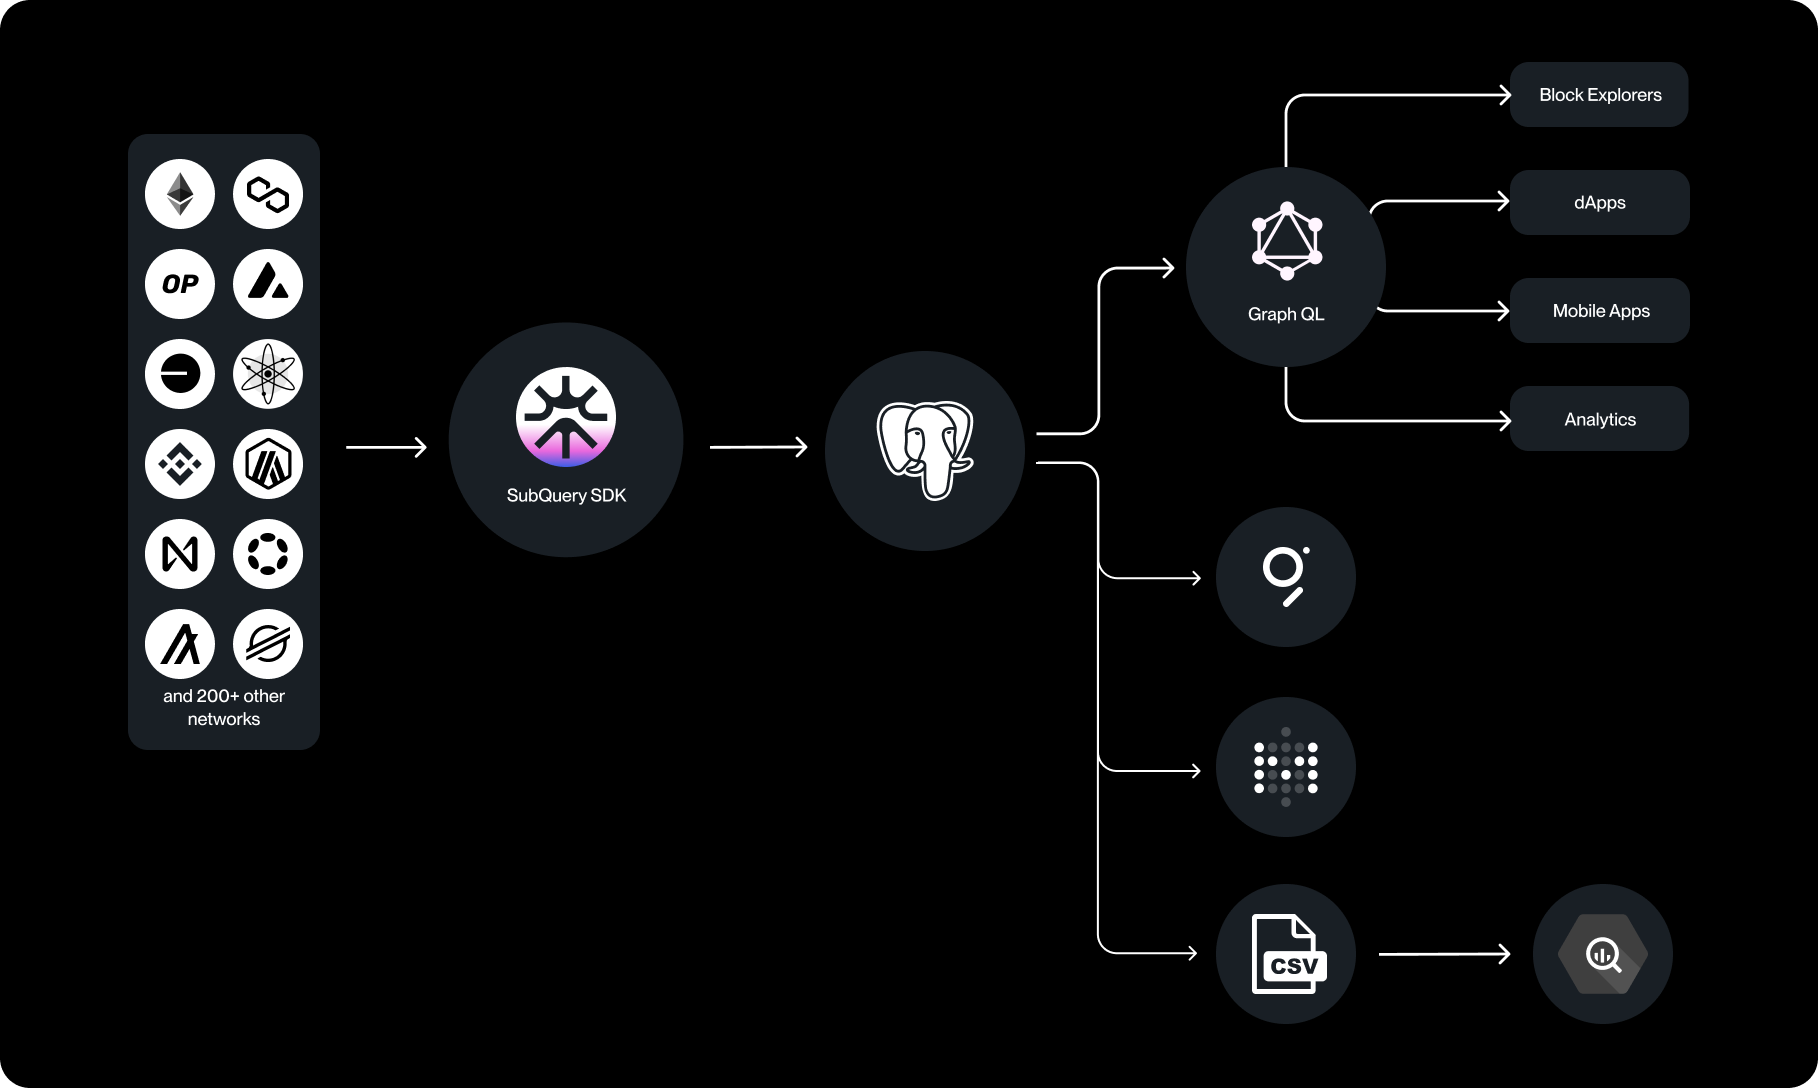 OP
and 200+ other
networks
SubQuery SDK
Graph QL
Block Explorers
dApps
Mobile Apps
Analytics
CSV